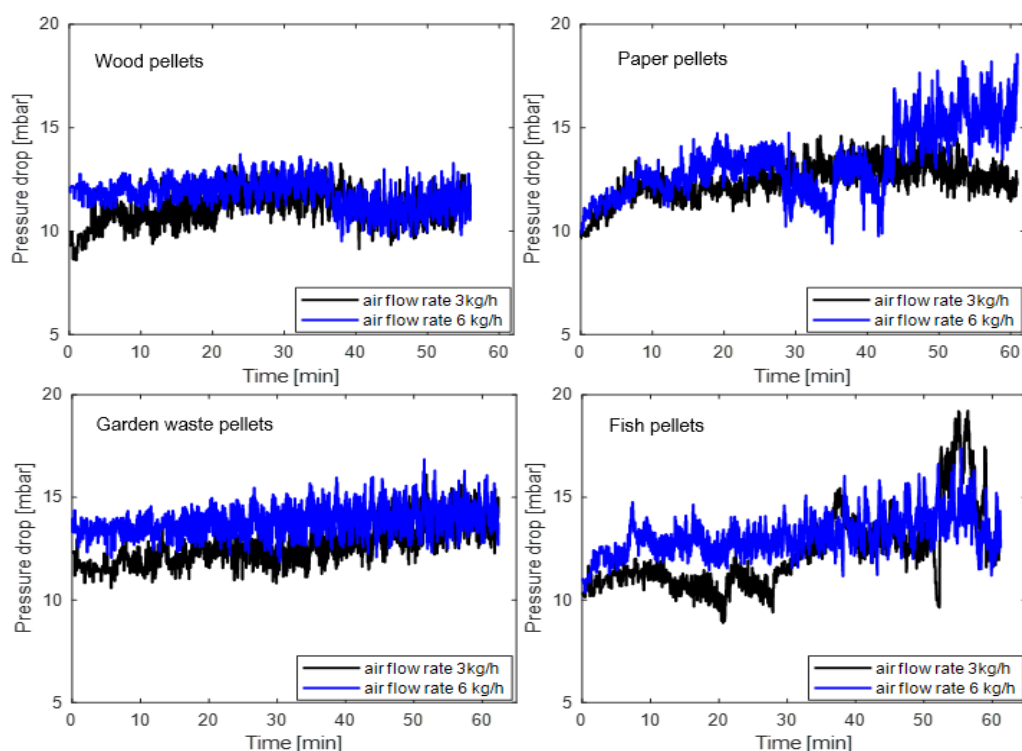 20
15
10
5
Pressure drop [mbar]
Wood pellets
air flow rate 3kg/h
air flow rate 6 kg/h
0 10 20 30 40 50 60
Time [min]
20
15
10
5
Pressure drop [mbar]
Paper pellets
air flow rate 3kg/h
air flow rate 6 kg/h
0 10 20 30 40 50 60
Time [min]
20
15
10
5
Pressure drop [mbar]
Garden waste pellets
air flow rate 3kg/h
air flow rate 6 kg/h
0 10 20 30 40 50 60
Time [min]
20
15
10
5
Pressure drop [mbar]
Fish pellets
air flow rate 3kg/h
air flow rate 6 kg/h
0 10 20 30 40 50 60
Time [min]